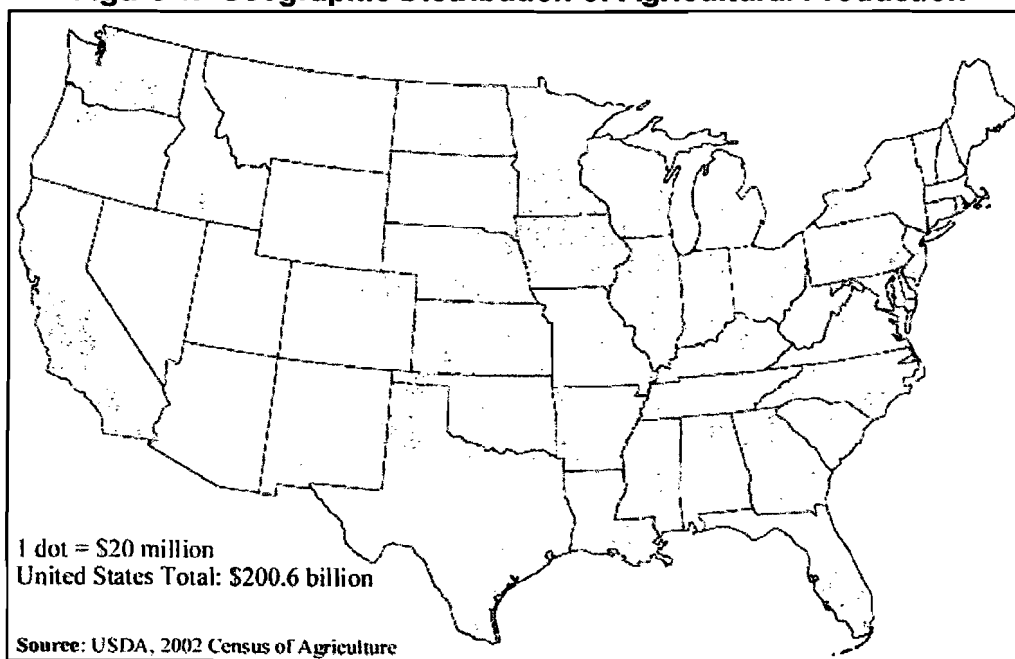 1 dot = $20 million
United States Total: $200.6 billion
Source: USDA, 2002 Census of Agriculture